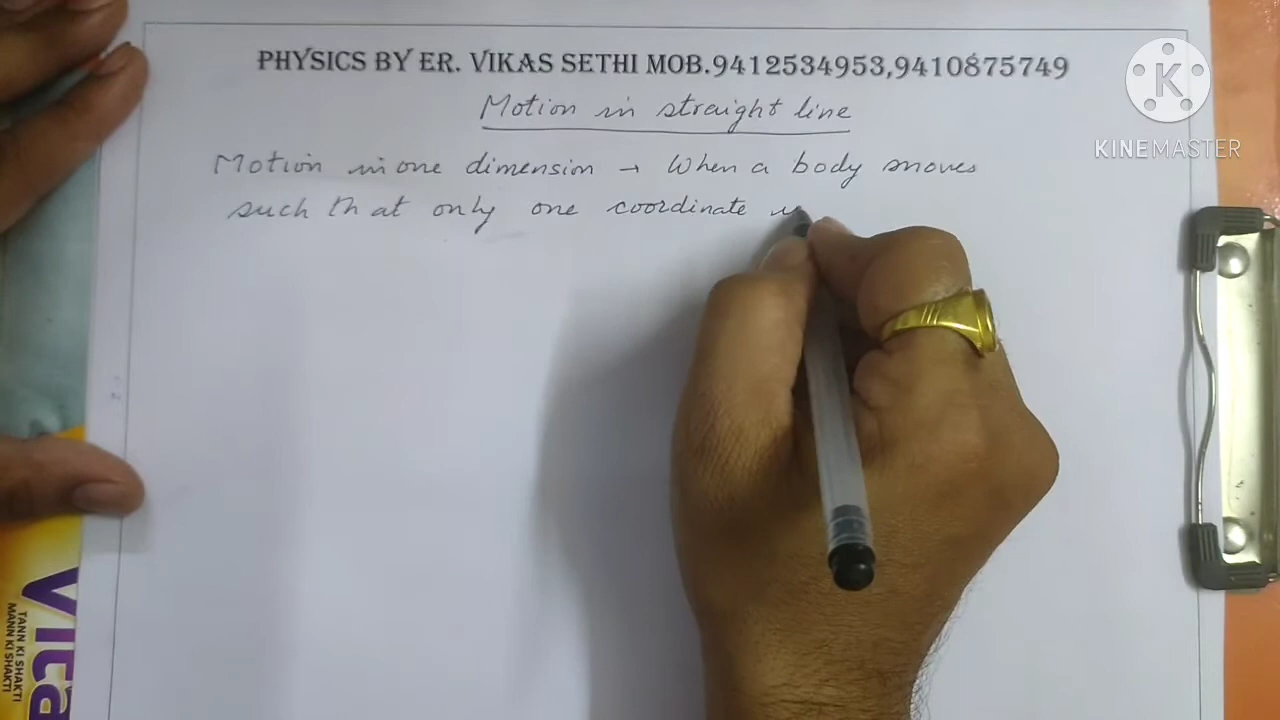 PHYSICS BY ER. VIKAS SETHI MOB.9412534953,9410875749
K
KINEMASTER
Motion in straight line
Motion in one dimension → When a body moves
such that only one coordinate
Vita
TANN KI SHAKTI
MANN KI SHAKTI